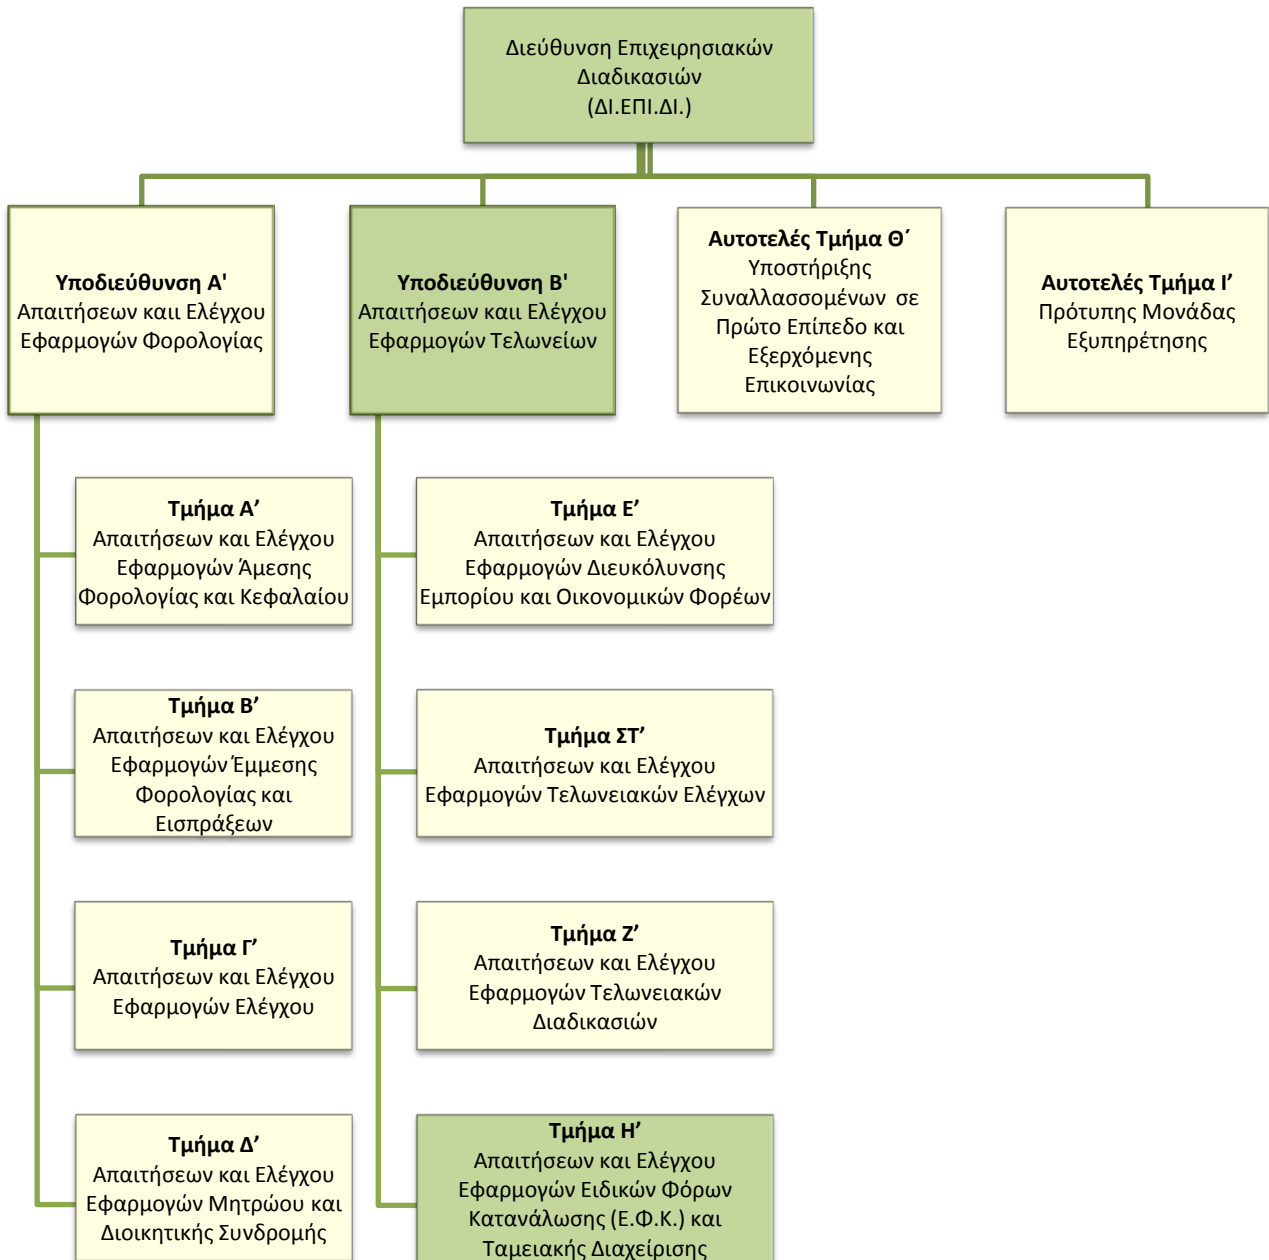 Διεύθυνση Επιχειρησιακών
Διαδικασιών
(ΔΙ.ΕΠΙ.ΔΙ.)
Υποδιεύθυνση Α'
Απαιτήσεων καιι Ελέγχου
Εφαρμογών Φορολογίας
Υποδιεύθυνση Β'
Απαιτήσεων καιι Ελέγχου
Εφαρμογών Τελωνείων
Αυτοτελές Τμήμα Θ΄
Υποστήριξης
Συναλλασσομένων σε
Πρώτο Επίπεδο και
Εξερχόμενης
Επικοινωνίας
Αυτοτελές Τμήμα Ι’
Πρότυπης Μονάδας
Εξυπηρέτησης
Τμήμα Α’
Απαιτήσεων και Ελέγχου
Εφαρμογών Άμεσης
Φορολογίας και Κεφαλαίου
Τμήμα Β’
Απαιτήσεων και Ελέγχου
Εφαρμογών Έμμεσης
Φορολογίας και
Εισπράξεων
Τμήμα Γ’
Απαιτήσεων και Ελέγχου
Εφαρμογών Ελέγχου
Τμήμα Δ’
Απαιτήσεων και Ελέγχου
Εφαρμογών Μητρώου και
Διοικητικής Συνδρομής
Τμήμα Ε’
Απαιτήσεων και Ελέγχου
Εφαρμογών Διευκόλυνσης
Εμπορίου και Οικονομικών Φορέων
Τμήμα ΣΤ’
Απαιτήσεων και Ελέγχου
Εφαρμογών Τελωνειακών Ελέγχων
Τμήμα Ζ’
Απαιτήσεων και Ελέγχου
Εφαρμογών Τελωνειακών
Διαδικασιών
Τμήμα Η’
Απαιτήσεων και Ελέγχου
Εφαρμογών Ειδικών Φόρων
Κατανάλωσης (Ε.Φ.Κ.) και
Ταμειακής Διαχείρισης